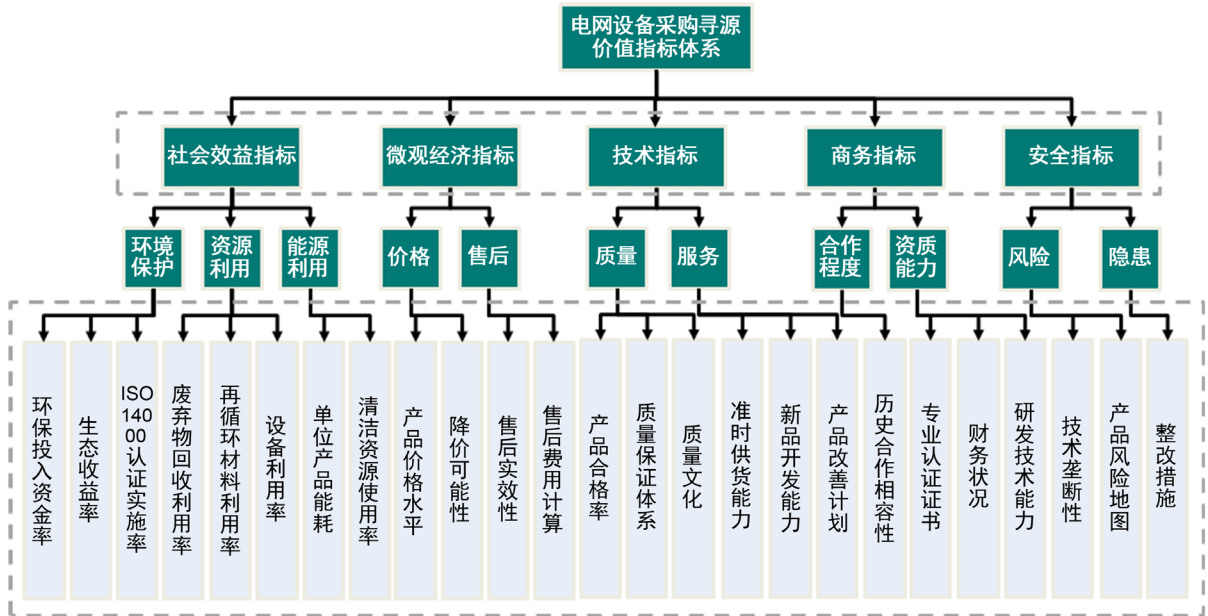 电网设备采购寻源
价值指标体系
社会效益指标
微观经济指标
技术指标
商务指标
安全指标
环境
保护
资源
利用
能源
利用
价格
售后
质量
服务
合作
程度
资质
能力
风险
隐患
环保投入资金率
生态收益率
ISO
140
00认证实施率
废弃物回收利用率
再循环材料利用率
设备利用率
单位产品能耗
清洁资源使用率
产品价格水平
降价可能性
售后实效性
售后费用计算
产品合格率
质量保证体系
质量文化
准时供货能力
新品开发能力
产品改善计划
历史合作相容性
专业认证证书
财务状况
研发技术能力
技术垄断性
产品风险地图
整改措施